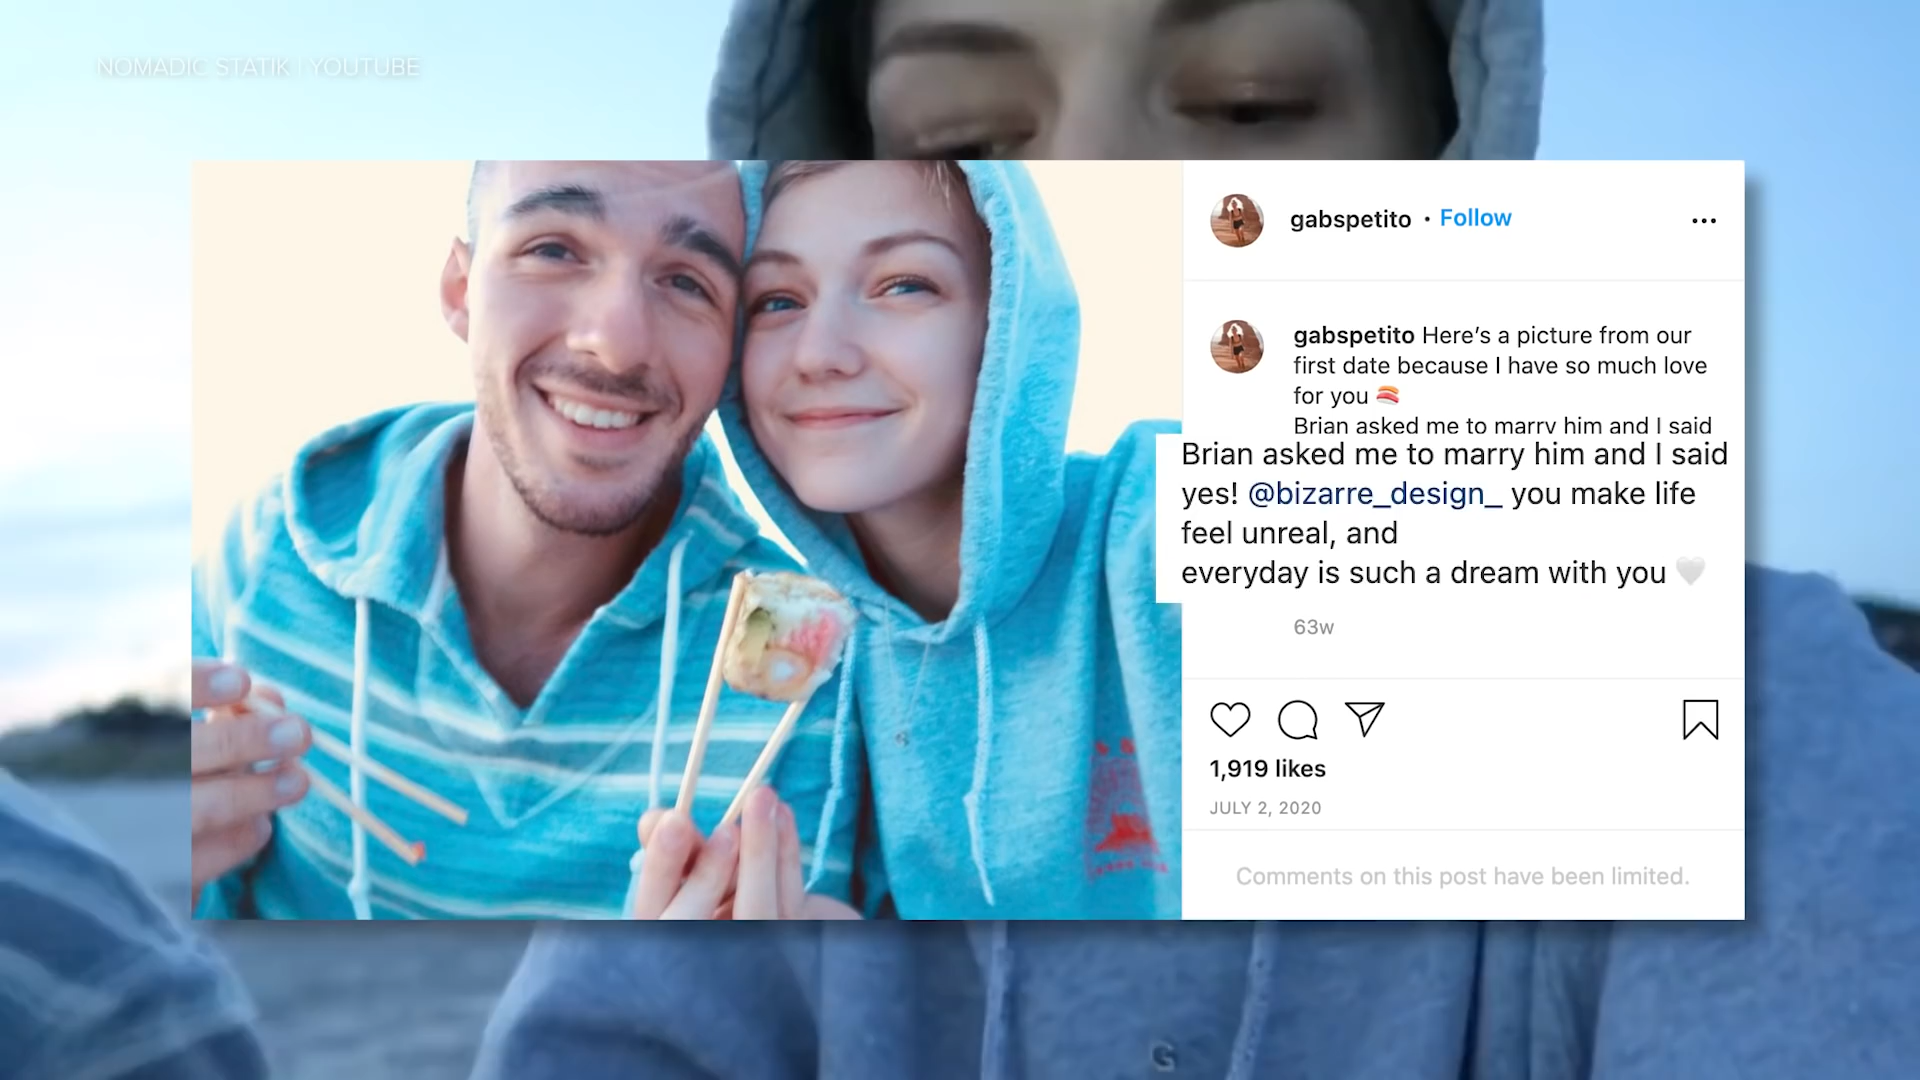 NOMADIC STATIK | YOUTUBE
gabspetito • Follow
gabspetito Here's a picture from our
first date because I have so much love
for you 🍣
Brian asked me to marry him and I said
Brian asked me to marry him and I said
yes! @bizarre_design_ you make life
feel unreal, and
everyday is such a dream with you 🤍
63w
1,919 likes
JULY 2, 2020
Comments on this post have been limited.
G